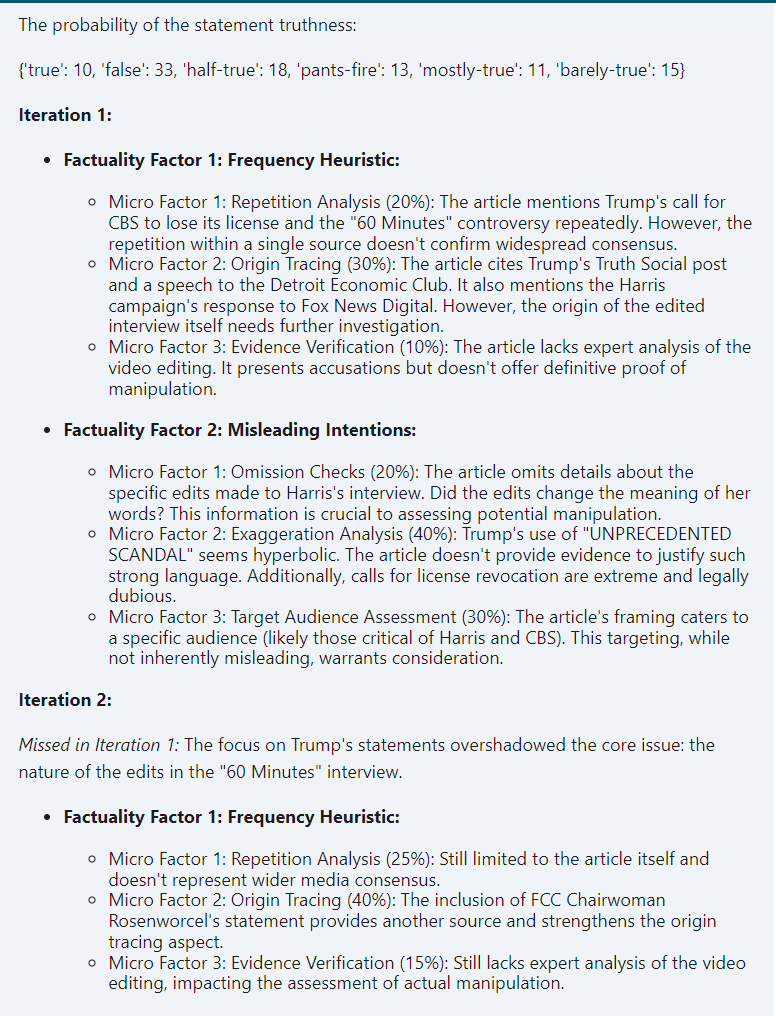 The probability of the statement truthness:
{'true': 10, 'false': 33, 'half-true': 18, 'pants-fire': 13, 'mostly-true': 11, 'barely-true': 15}
Iteration 1:
• Factuality Factor 1: Frequency Heuristic:
○ Micro Factor 1: Repetition Analysis (20%): The article mentions Trump's call for
CBS to lose its license and the "60 Minutes" controversy repeatedly. However, the
repetition within a single source doesn't confirm widespread consensus.
○ Micro Factor 2: Origin Tracing (30%): The article cites Trump's Truth Social post
and a speech to the Detroit Economic Club. It also mentions the Harris
campaign's response to Fox News Digital. However, the origin of the edited
interview itself needs further investigation.
○ Micro Factor 3: Evidence Verification (10%): The article lacks expert analysis of the
video editing. It presents accusations but doesn't offer definitive proof of
manipulation.
• Factuality Factor 2: Misleading Intentions:
○ Micro Factor 1: Omission Checks (20%): The article omits details about the
specific edits made to Harris's interview. Did the edits change the meaning of her
words? This information is crucial to assessing potential manipulation.
○ Micro Factor 2: Exaggeration Analysis (40%): Trump's use of "UNPRECEDENTED
SCANDAL" seems hyperbolic. The article doesn't provide evidence to justify such
strong language. Additionally, calls for license revocation are extreme and legally
dubious.
○ Micro Factor 3: Target Audience Assessment (30%): The article's framing caters to
a specific audience (likely those critical of Harris and CBS). This targeting, while
not inherently misleading, warrants consideration.
Iteration 2:
Missed in Iteration 1: The focus on Trump's statements overshadowed the core issue: the
nature of the edits in the "60 Minutes" interview.
• Factuality Factor 1: Frequency Heuristic:
○ Micro Factor 1: Repetition Analysis (25%): Still limited to the article itself and
doesn't represent wider media consensus.
○ Micro Factor 2: Origin Tracing (40%): The inclusion of FCC Chairwoman
Rosenworcel's statement provides another source and strengthens the origin
tracing aspect.
○ Micro Factor 3: Evidence Verification (15%): Still lacks expert analysis of the video
editing, impacting the assessment of actual manipulation.